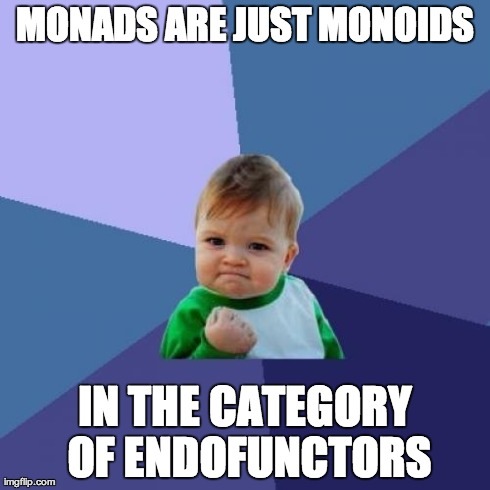 MONADS ARE JUST MONOIDS
IN THE CATEGORY
OF ENDOFUNCTORS
imgflip.com